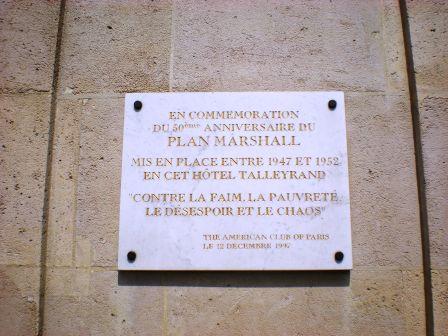 EN COMMEMORATION
DU 50ème ANNIVERSAIRE DU
PLAN MARSHALL
MIS EN PLACE ENTRE 1947 ET 1952
EN CET HÔTEL TALLEYRAND
"CONTRE LA FAIM, LA PAUVRETÉ,
LE DÉSESPOIR ET LE CHAOS"
THE AMERICAN CLUB OF PARIS
LE 12 DECEMBRE 1997